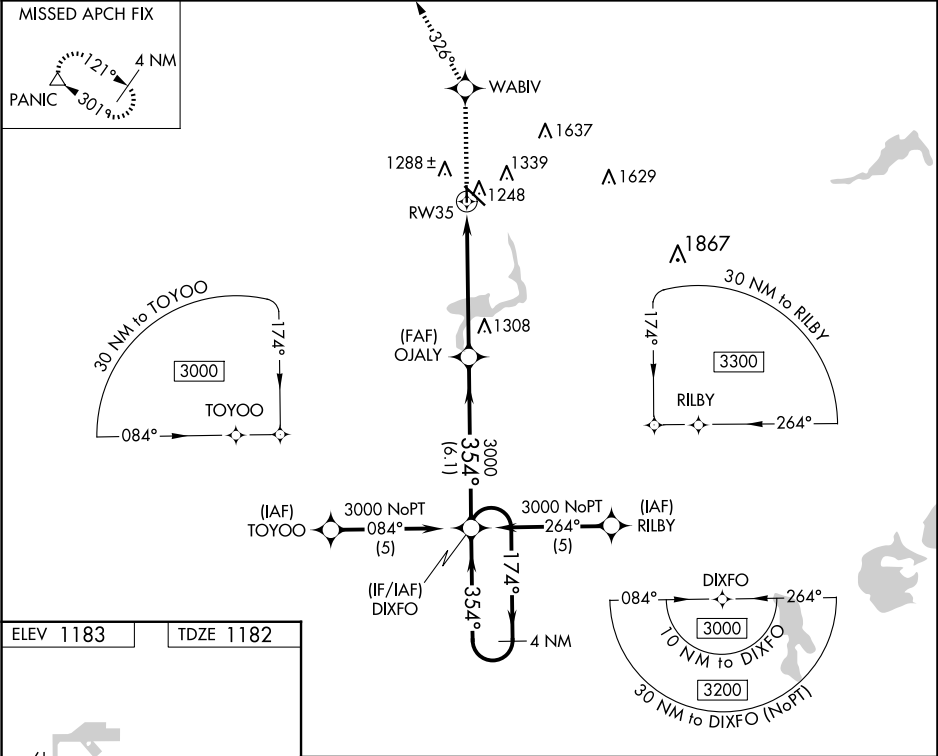 MISSED APCH FIX
121°
4 NM
PANIC
301°
326°
WABIV
1637
1288 ±
1339
1629
1248
RW35
1867
30 NM to TOYOO
174°
3000
TOYOO
084°
30 NM to RILBY
174°
3300
RILBY
264°
1308
(FAF)
OJALY
3000
354°
(6.1)
(IAF)
TOYOO
3000 NoPT
084°
(5)
3000 NoPT
264°
(5)
(IAF)
RILBY
(IF/IAF)
DIXFO
354°
174°
4 NM
DIXFO
084°
264°
3000
10 NM to DIXFO
3200
30 NM to DIXFO (NoPT)
ELEV 1183
TDZE 1182